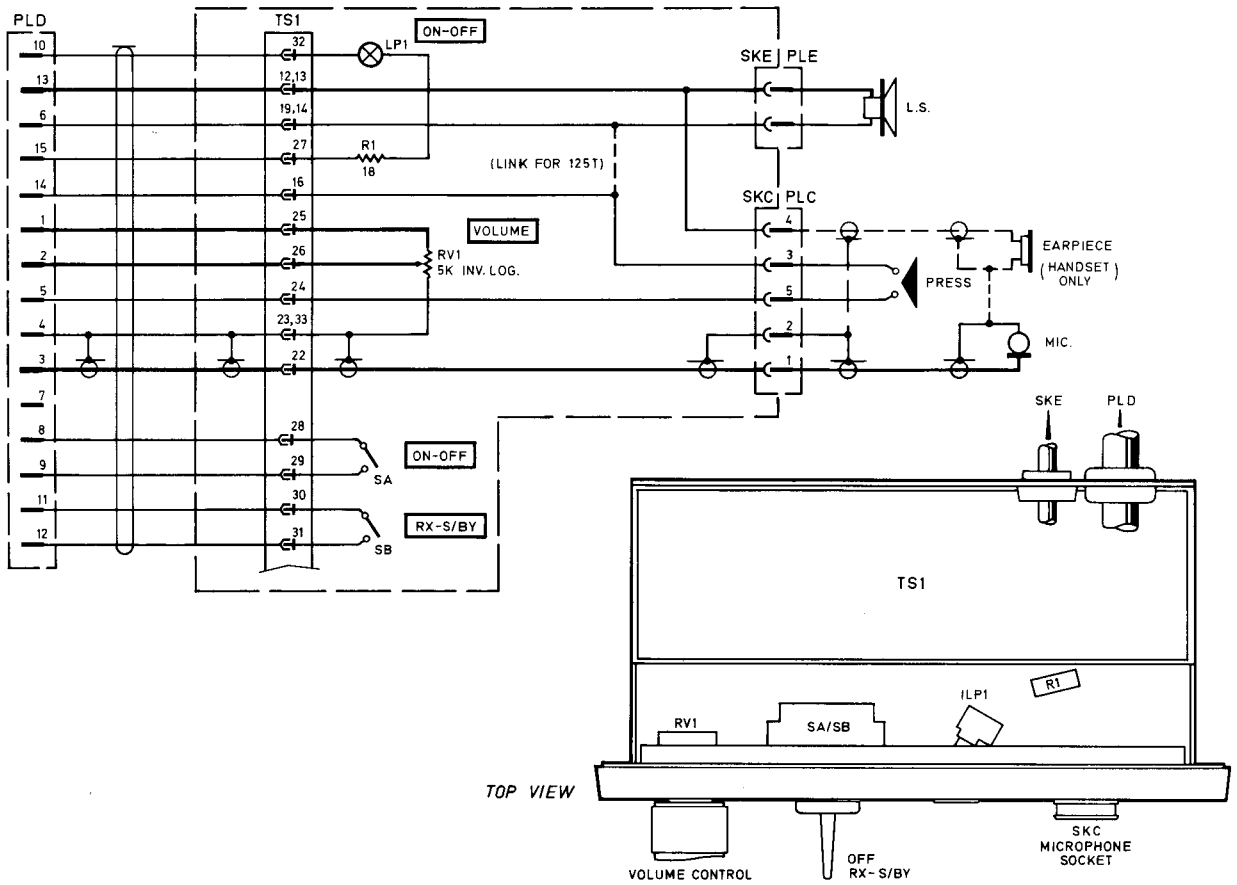 PLD
TS1
ON-OFF
10
32
LP1
SKE PLE
13
12,13
L.S.
6
19,14
15
27
R1
18
(LINK FOR 125T)
14
16
SKC PLC
1
25
VOLUME
4
2
26
RV1
5K INV. LOG.
3
EARPIECE
(HANDSET ONLY)
5
24
5
PRESS
4
23,33
2
3
22
1
MIC.
7
8
28
ON-OFF
9
29
SA
11
30
RX-S/BY
12
31
SB
SKE
PLD
TS1
R1
ILP1
RV1
SA/SB
TOP VIEW
VOLUME CONTROL
OFF
RX-S/BY
SKC
MICROPHONE
SOCKET